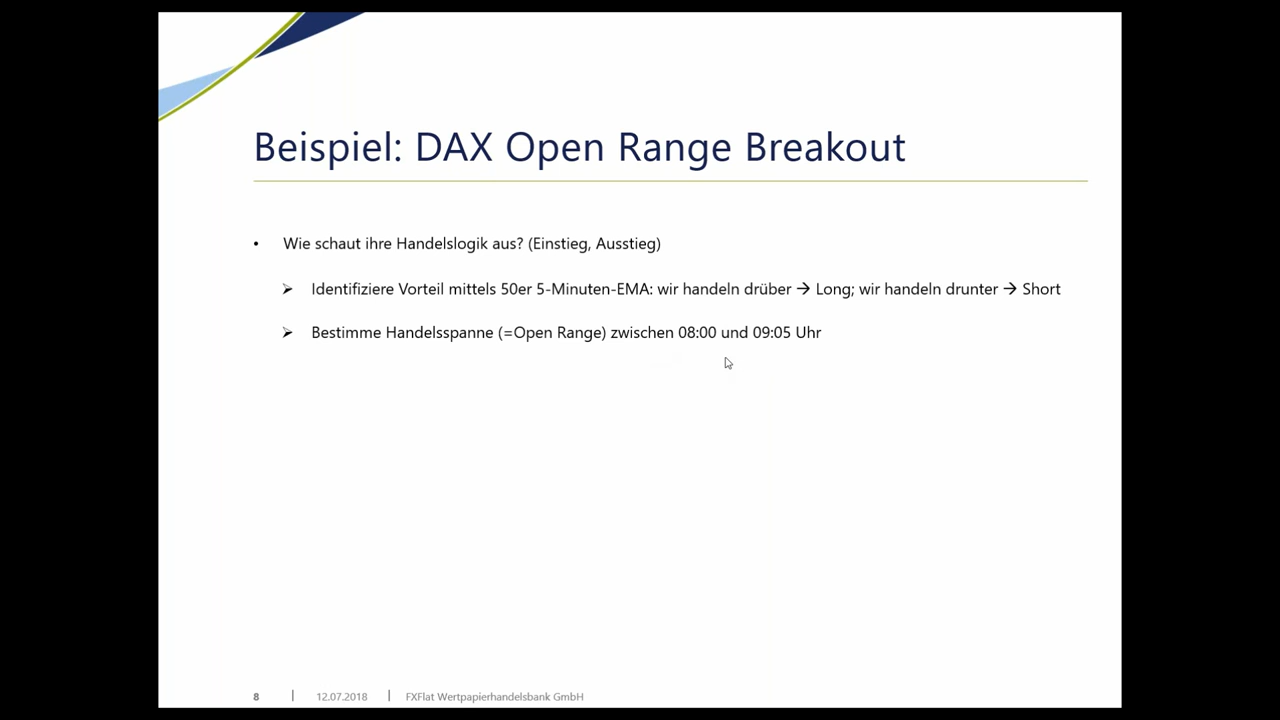 Beispiel: DAX Open Range Breakout
• Wie schaut ihre Handelslogik aus? (Einstieg, Ausstieg)
➢ Identifiziere Vorteil mittels 50er 5-Minuten-EMA: wir handeln drüber → Long; wir handeln drunter → Short
➢ Bestimme Handelsspanne (=Open Range) zwischen 08:00 und 09:05 Uhr
8 | 12.07.2018 | FXFlat Wertpapierhandelsbank GmbH